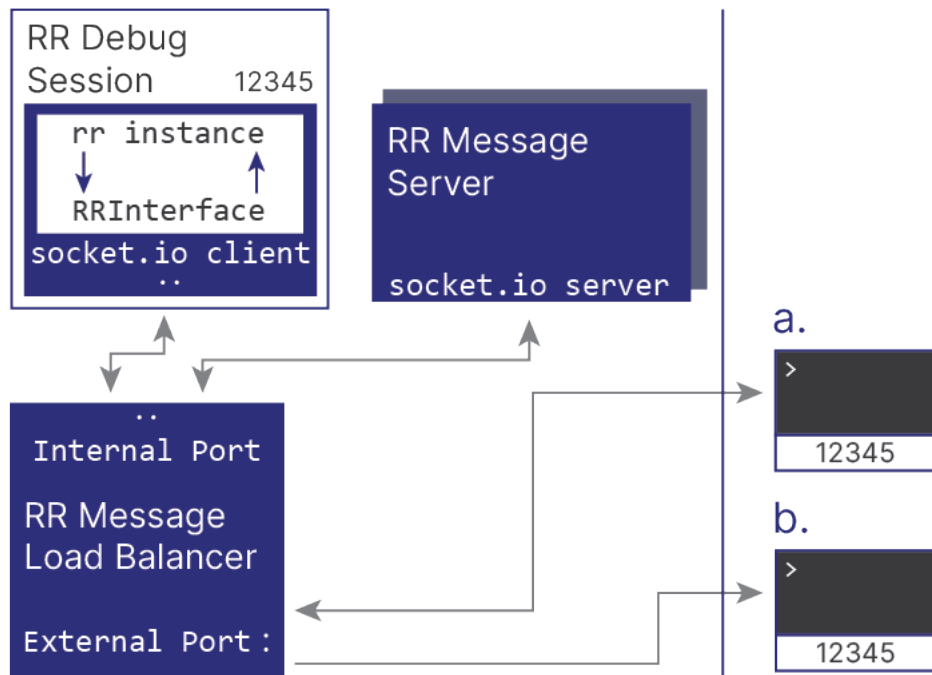 RR Debug
Session 12345
rr instance
RRInterface
socket.io client
..
RR Message
Server
socket.io server
..
Internal Port
RR Message
Load Balancer
External Port :
a.
>
12345
b.
>
12345